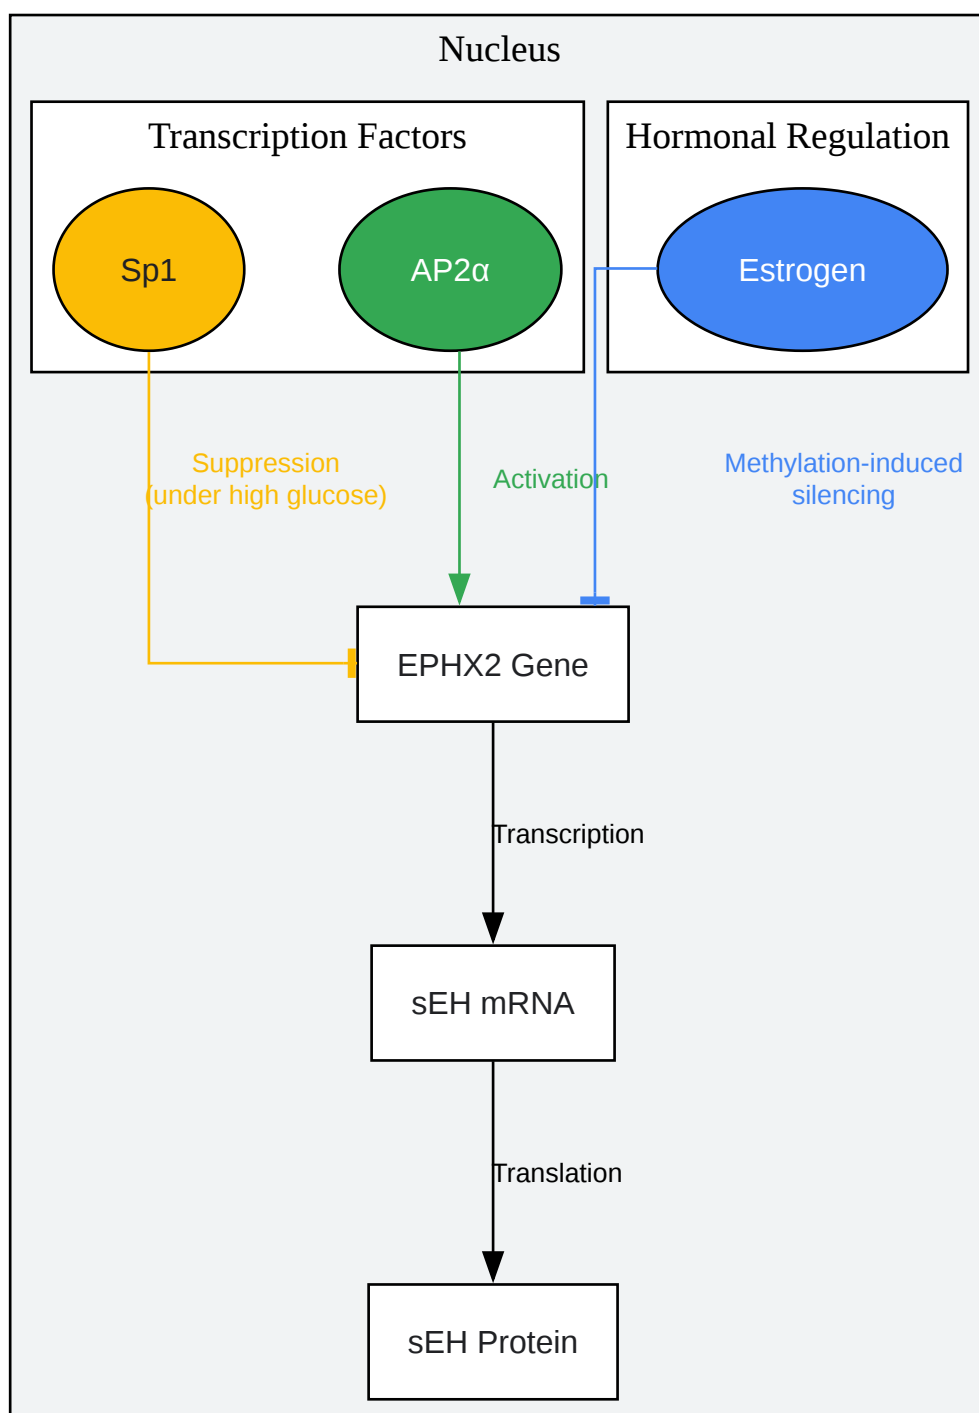 Nucleus
Transcription Factors
Hormonal Regulation
Sp1
AP2α
Estrogen
Suppression
(under high glucose)
Activation
Methylation-induced
silencing
EPHX2 Gene
Transcription
sEH mRNA
Translation
sEH Protein